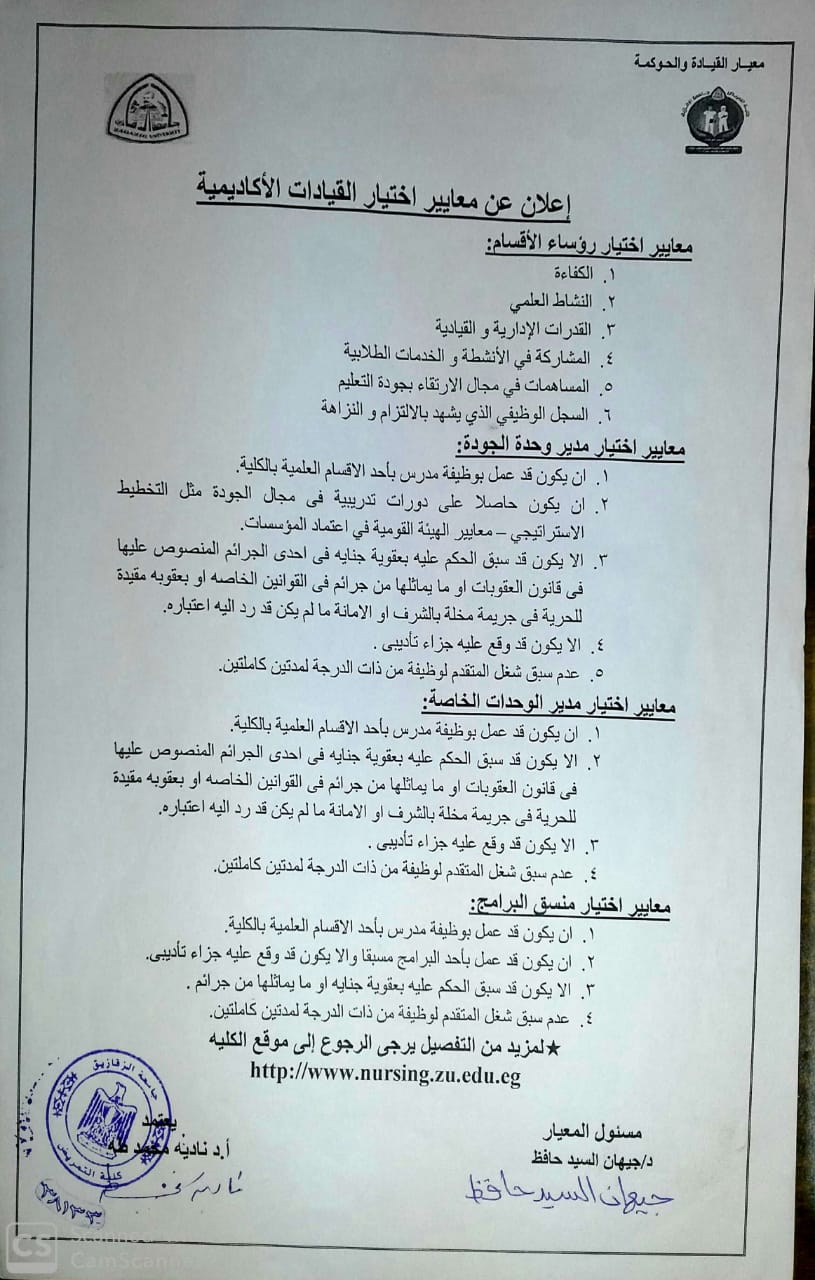 معيار القيادة والحوكمة
ZAGAZIG UNIVERSITY
إعلان عن معايير اختيار القيادات الأكاديمية
معايير اختيار رؤساء الأقسام:
١. الكفاءة
٢. النشاط العلمي
٣. القدرات الإدارية و القيادية
٤. المشاركة في الأنشطة و الخدمات الطلابية
٥. المساهمات في مجال الارتقاء بجودة التعليم
٦. السجل الوظيفي الذي يشهد بالالتزام و النزاهة
معايير اختيار مدير وحدة الجودة:
١. ان يكون قد عمل بوظيفة مدرس بأحد الاقسام العلمية بالكلية.
٢. ان يكون حاصلا على دورات تدريبية فى مجال الجودة مثل التخطيط
الاستراتيجي – معايير الهيئة القومية في اعتماد المؤسسات.
٣. الا يكون قد سبق الحكم عليه بعقوبة جنايه فى احدى الجرائم المنصوص عليها
فى قانون العقوبات او ما يماثلها من جرائم فى القوانين الخاصه او بعقوبه مقيدة
للحرية فى جريمة مخلة بالشرف او الامانة ما لم يكن قد رد اليه اعتباره.
٤. الا يكون قد وقع عليه جزاء تأديبى .
٥. عدم سبق شغل المتقدم لوظيفة من ذات الدرجة لمدتين كاملتين.
معايير اختيار مدير الوحدات الخاصة:
١. ان يكون قد عمل بوظيفة مدرس بأحد الاقسام العلمية بالكلية.
٢. الا يكون قد سبق الحكم عليه بعقوبة جنايه فى احدى الجرائم المنصوص عليها
فى قانون العقوبات او ما يماثلها من جرائم فى القوانين الخاصه او بعقوبه مقيدة
للحرية فى جريمة مخلة بالشرف او الامانة ما لم يكن قد رد اليه اعتباره.
٣. الا يكون قد وقع عليه جزاء تأديبى .
٤. عدم سبق شغل المتقدم لوظيفة من ذات الدرجة لمدتين كاملتين.
معايير اختيار منسق البرامج:
١. ان يكون قد عمل بوظيفة مدرس بأحد الاقسام العلمية بالكلية.
٢. ان يكون قد عمل بأحد البرامج مسبقا والا يكون قد وقع عليه جزاء تأديبى.
٣. الا يكون قد سبق الحكم عليه بعقوبة جنايه او ما يماثلها من جرائم .
٤. عدم سبق شغل المتقدم لوظيفة من ذات الدرجة لمدتين كاملتين.
★لمزيد من التفصيل يرجى الرجوع إلى موقع الكليه
http://www.nursing.zu.edu.eg
مسئول المعيار
د/جيهان السيد حافظ
جيهان السيد حافظ
يعتمد
أ.د ناديه محمد طه
جامعة الزقازيق
كلية التمريض
CS
CamScanner